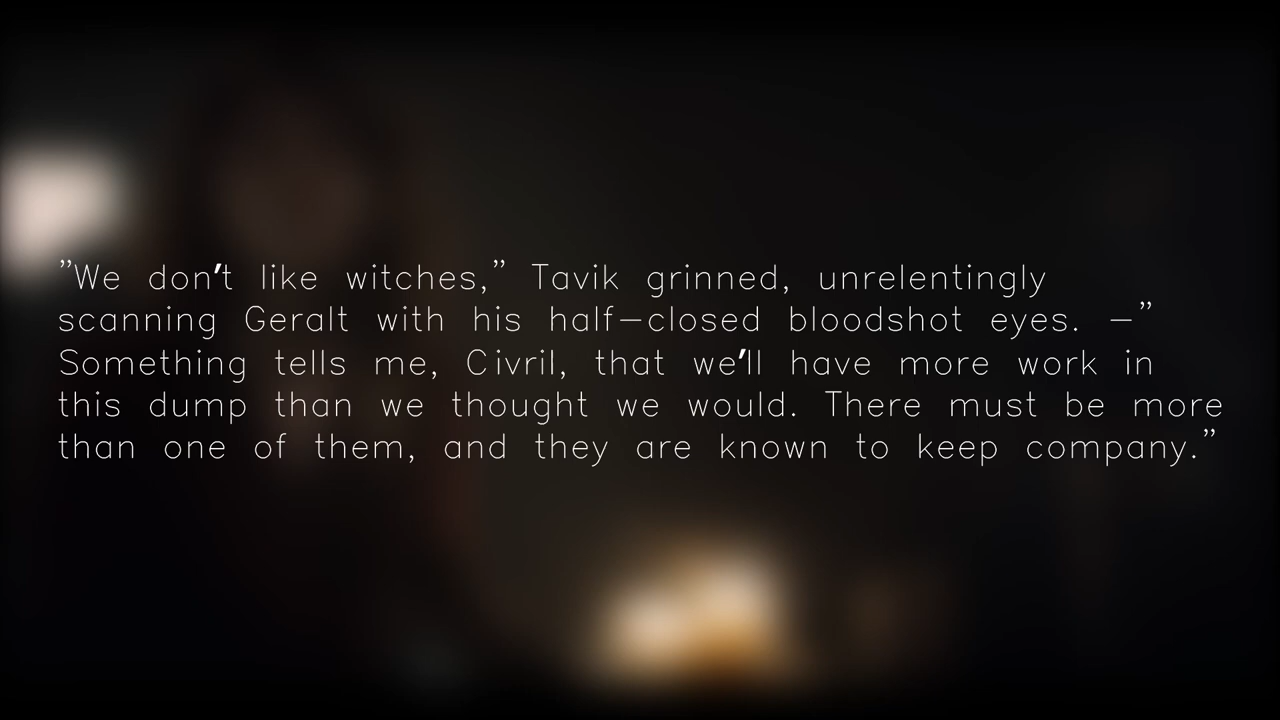 ”We don't like witches,” Tavik grinned, unrelentingly
scanning Geralt with his half–closed bloodshot eyes. –”
Something tells me, Civril, that we'll have more work in
this dump than we thought we would. There must be more
than one of them, and they are known to keep company.”